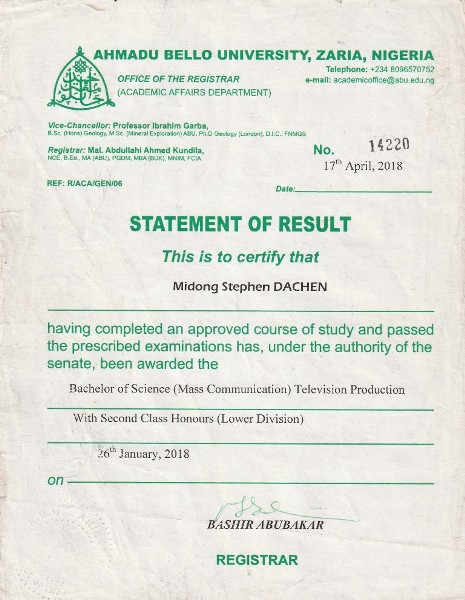 AHMADU BELLO UNIVERSITY, ZARIA, NIGERIA
Telephone: +234 8096570752
OFFICE OF THE REGISTRAR
e-mail: academicoffice@abu.edu.ng
(ACADEMIC AFFAIRS DEPARTMENT)
Vice-Chancellor: Professor Ibrahim Garba,
B.Sc. (Hons) Geology, M.Sc. (Mineral Exploration) ABU, Ph.D Geology (London), D.I.C., FNMGS
Registrar: Mal. Abdullahi Ahmed Kundila,
NCE, B.Ed., MA (ABU), PGDM, MBA (BUK), MNIM, FCIA
No. 14220
17th April, 2018
REF: R/ACA/GEN/06
Date:
STATEMENT OF RESULT
This is to certify that
Midong Stephen DACHEN
having completed an approved course of study and passed
the prescribed examinations has, under the authority of the
senate, been awarded the
Bachelor of Science (Mass Communication) Television Production
With Second Class Honours (Lower Division)
26th January, 2018
on
BASHIR ABUBAKAR
REGISTRAR